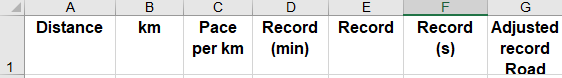 A B C D E F G
Distance km Pace Record Record Record Adjusted
per km (min) (s) record
1 Road